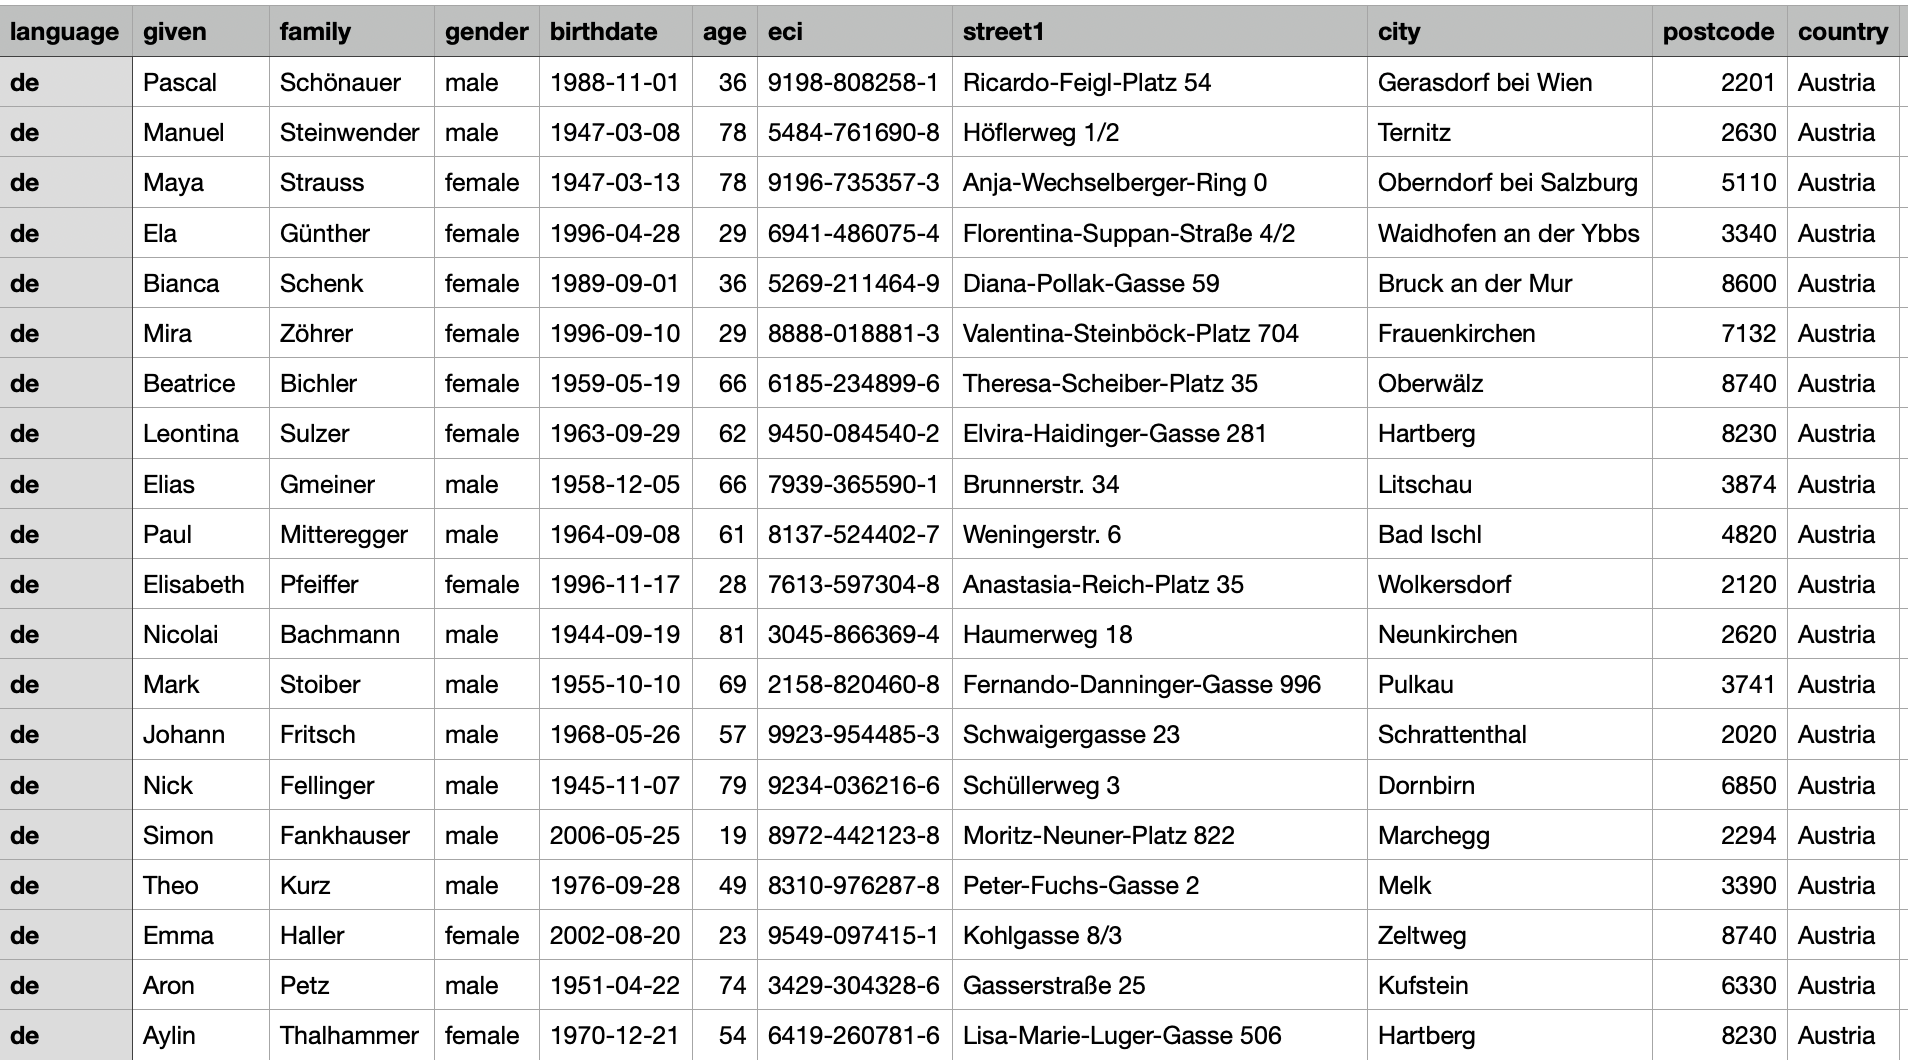 language given family gender birthdate age eci street1 city postcode country
de Pascal Schönauer male 1988-11-01 36 9198-808258-1 Ricardo-Feigl-Platz 54 Gerasdorf bei Wien 2201 Austria
de Manuel Steinwender male 1947-03-08 78 5484-761690-8 Höflerweg 1/2 Ternitz 2630 Austria
de Maya Strauss female 1947-03-13 78 9196-735357-3 Anja-Wechselberger-Ring 0 Oberndorf bei Salzburg 5110 Austria
de Ela Günther female 1996-04-28 29 6941-486075-4 Florentina-Suppan-Straße 4/2 Waidhofen an der Ybbs 3340 Austria
de Bianca Schenk female 1989-09-01 36 5269-211464-9 Diana-Pollak-Gasse 59 Bruck an der Mur 8600 Austria
de Mira Zöhrer female 1996-09-10 29 8888-018881-3 Valentina-Steinböck-Platz 704 Frauenkirchen 7132 Austria
de Beatrice Bichler female 1959-05-19 66 6185-234899-6 Theresa-Scheiber-Platz 35 Oberwälz 8740 Austria
de Leontina Sulzer female 1963-09-29 62 9450-084540-2 Elvira-Haidinger-Gasse 281 Hartberg 8230 Austria
de Elias Gmeiner male 1958-12-05 66 7939-365590-1 Brunnerstr. 34 Litschau 3874 Austria
de Paul Mitteregger male 1964-09-08 61 8137-524402-7 Weningerstr. 6 Bad Ischl 4820 Austria
de Elisabeth Pfeiffer female 1996-11-17 28 7613-597304-8 Anastasia-Reich-Platz 35 Wolkersdorf 2120 Austria
de Nicolai Bachmann male 1944-09-19 81 3045-866369-4 Haumerweg 18 Neunkirchen 2620 Austria
de Mark Stoiber male 1955-10-10 69 2158-820460-8 Fernando-Danninger-Gasse 996 Pulkau 3741 Austria
de Johann Fritsch male 1968-05-26 57 9923-954485-3 Schwaigergasse 23 Schrattenthal 2020 Austria
de Nick Fellinger male 1945-11-07 79 9234-036216-6 Schüllerweg 3 Dornbirn 6850 Austria
de Simon Fankhauser male 2006-05-25 19 8972-442123-8 Moritz-Neuner-Platz 822 Marchegg 2294 Austria
de Theo Kurz male 1976-09-28 49 8310-976287-8 Peter-Fuchs-Gasse 2 Melk 3390 Austria
de Emma Haller female 2002-08-20 23 9549-097415-1 Kohlgasse 8/3 Zeltweg 8740 Austria
de Aron Petz male 1951-04-22 74 3429-304328-6 Gasserstraße 25 Kufstein 6330 Austria
de Aylin Thalhammer female 1970-12-21 54 6419-260781-6 Lisa-Marie-Luger-Gasse 506 Hartberg 8230 Austria